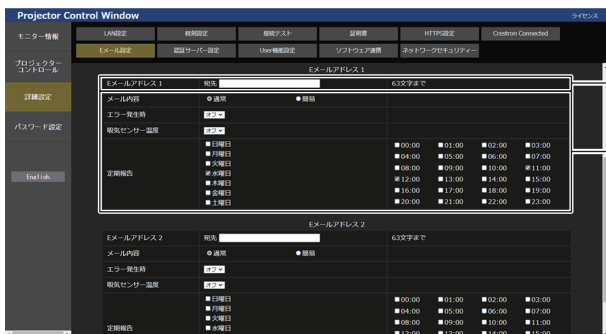 Projector Control Window
ライセンス
モニター情報
プロジェクター
コントロール
詳細設定
パスワード設定
English
LAN設定 時刻設定 接続テスト 証明書 HTTPS設定 Crestron Connected
Eメール設定 認証サーバー設定 User機能設定 ソフトウェア連携 ネットワークセキュリティー
Eメールアドレス 1
Eメールアドレス 1 宛先 63文字まで
メール内容 通常 簡易
エラー発生時 オフ
吸気センサー温度 オフ
定期報告
日曜日
月曜日
火曜日
水曜日
木曜日
金曜日
土曜日
00:00 01:00 02:00 03:00
04:00 05:00 06:00 07:00
08:00 09:00 10:00 11:00
12:00 13:00 14:00 15:00
16:00 17:00 18:00 19:00
20:00 21:00 22:00 23:00
Eメールアドレス 2
Eメールアドレス 2 宛先 63文字まで
メール内容 通常 簡易
エラー発生時 オフ
吸気センサー温度 オフ
定期報告
日曜日
月曜日
火曜日
水曜日
00:00 01:00 02:00 03:00
04:00 05:00 06:00 07:00
08:00 09:00 10:00 11:00
12:00 13:00 14:00 15:00